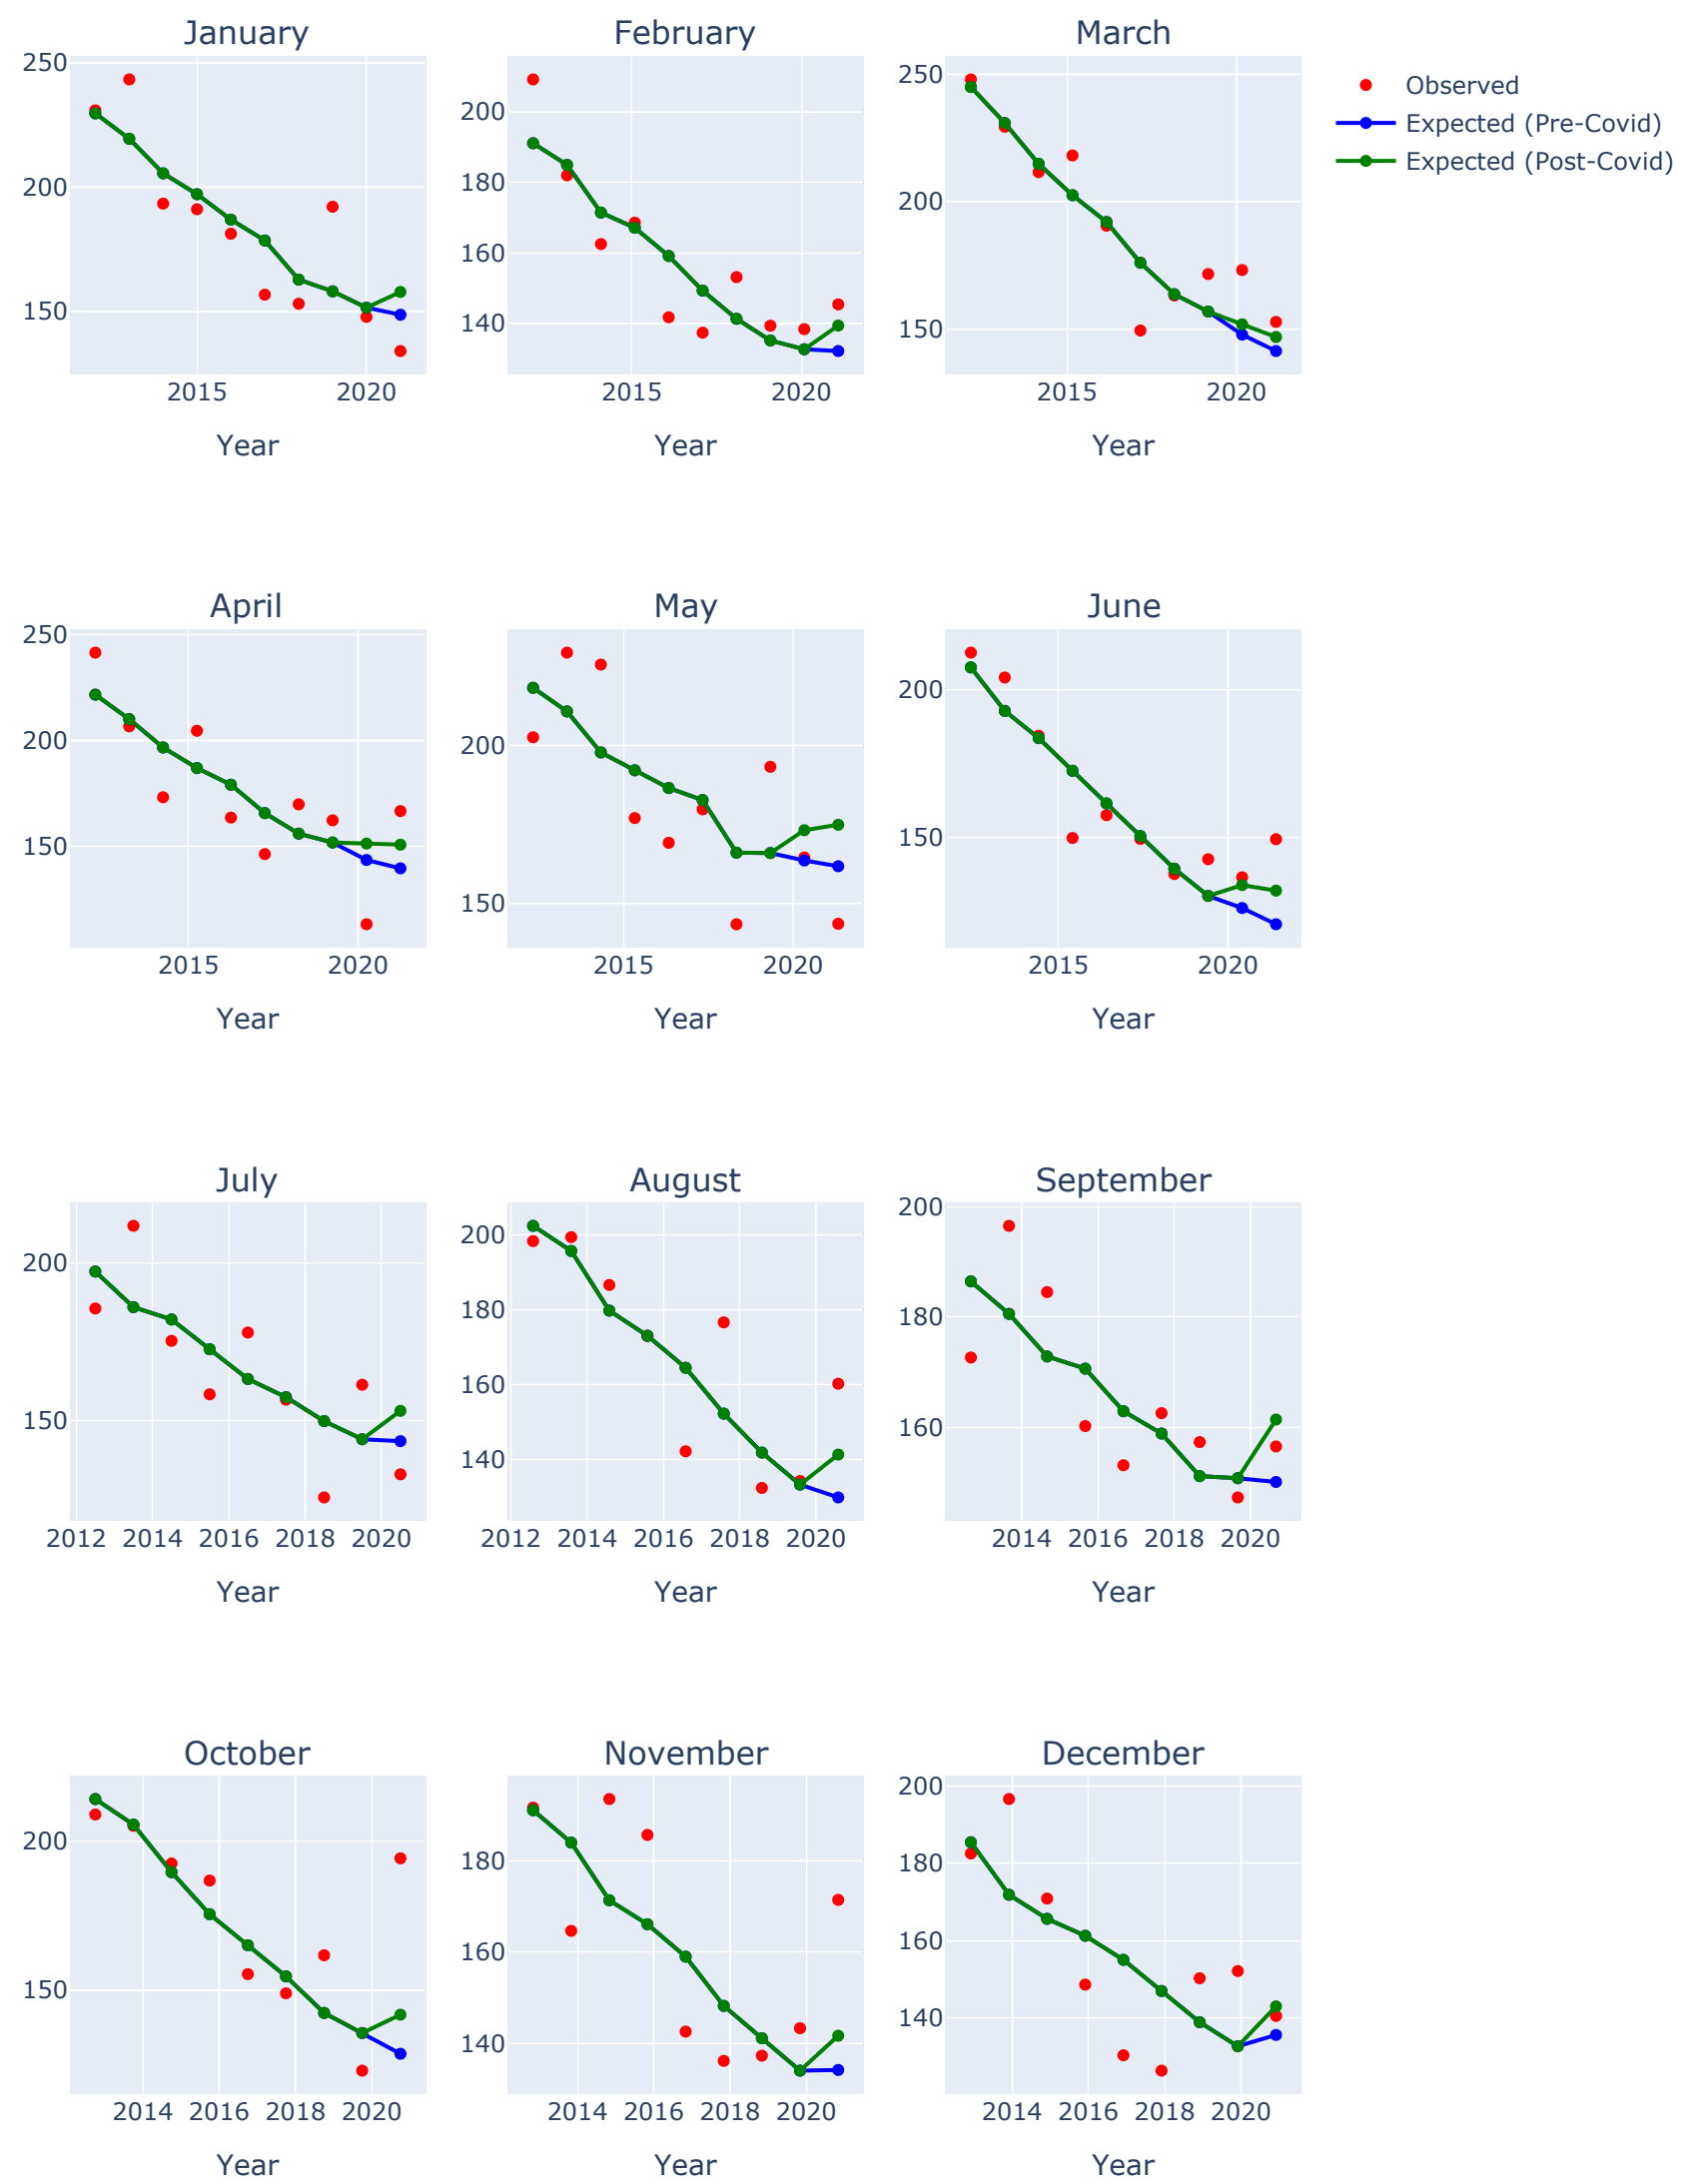 January
February
March
250
200
150
2015
2020
Year
200
180
160
140
2015
2020
Year
250
200
150
2015
2020
Year
Observed
Expected (Pre-Covid)
Expected (Post-Covid)
April
May
June
250
200
150
2015
2020
Year
200
150
2015
2020
Year
200
150
2015
2020
Year
July
August
September
200
150
2012
2014
2016
2018
2020
Year
200
180
160
140
2012
2014
2016
2018
2020
Year
200
180
160
2014
2016
2018
2020
Year
October
November
December
200
150
2014
2016
2018
2020
Year
180
160
140
2014
2016
2018
2020
Year
200
180
160
140
2014
2016
2018
2020
Year